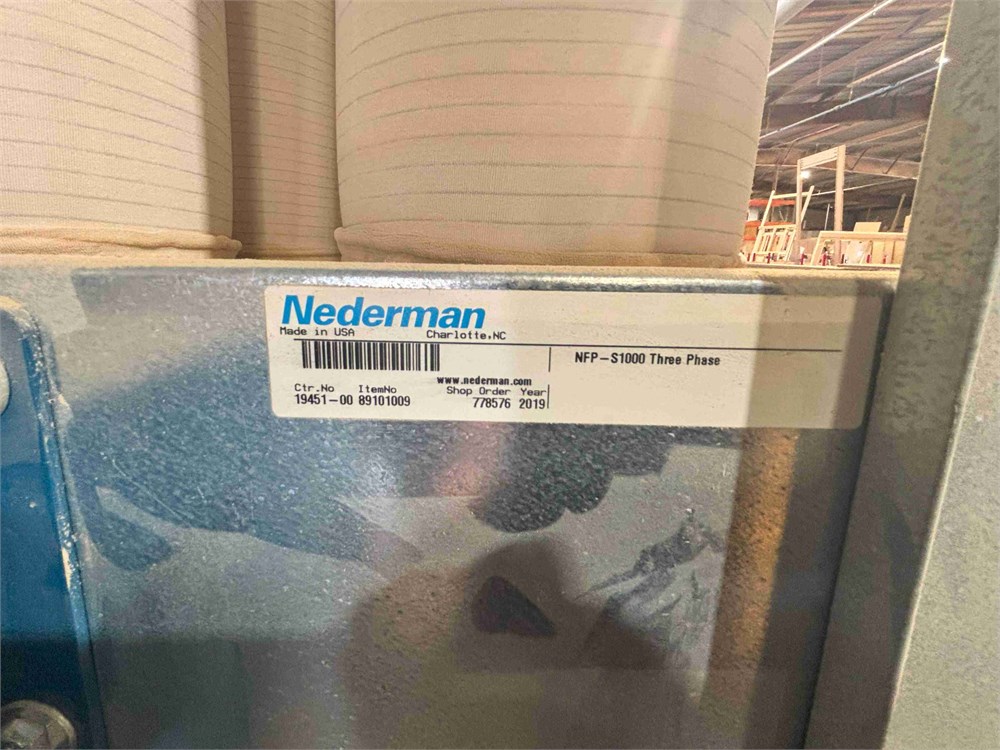 Nederman
Made in USA Charlotte,NC
NFP-S1000 Three Phase
www.nederman.com
Ctr.No ItemNo Shop Order Year
19451-00 89101009 778576 2019